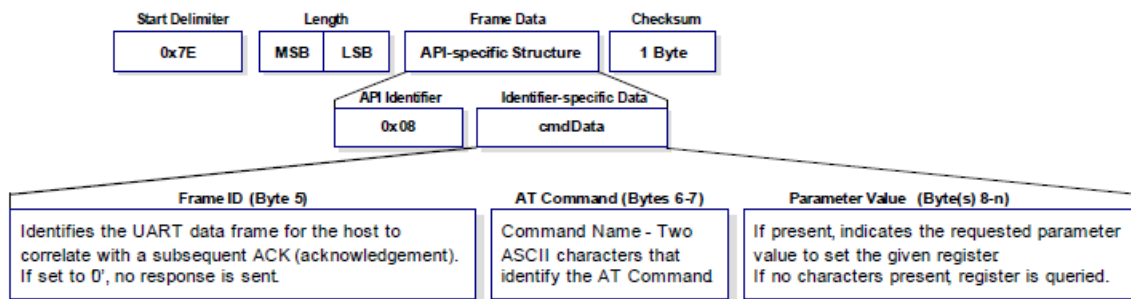 Start Delimiter Length Frame Data Checksum
0x7E MSB LSB API-specific Structure 1 Byte
API Identifier Identifier-specific Data
0x08 cmdData
Frame ID (Byte 5)
Identifies the UART data frame for the host to
correlate with a subsequent ACK (acknowledgement).
If set to 0', no response is sent.
AT Command (Bytes 6-7)
Command Name - Two
ASCII characters that
identify the AT Command.
Parameter Value (Byte(s) 8-n)
If present, indicates the requested parameter
value to set the given register.
If no characters present, register is queried.